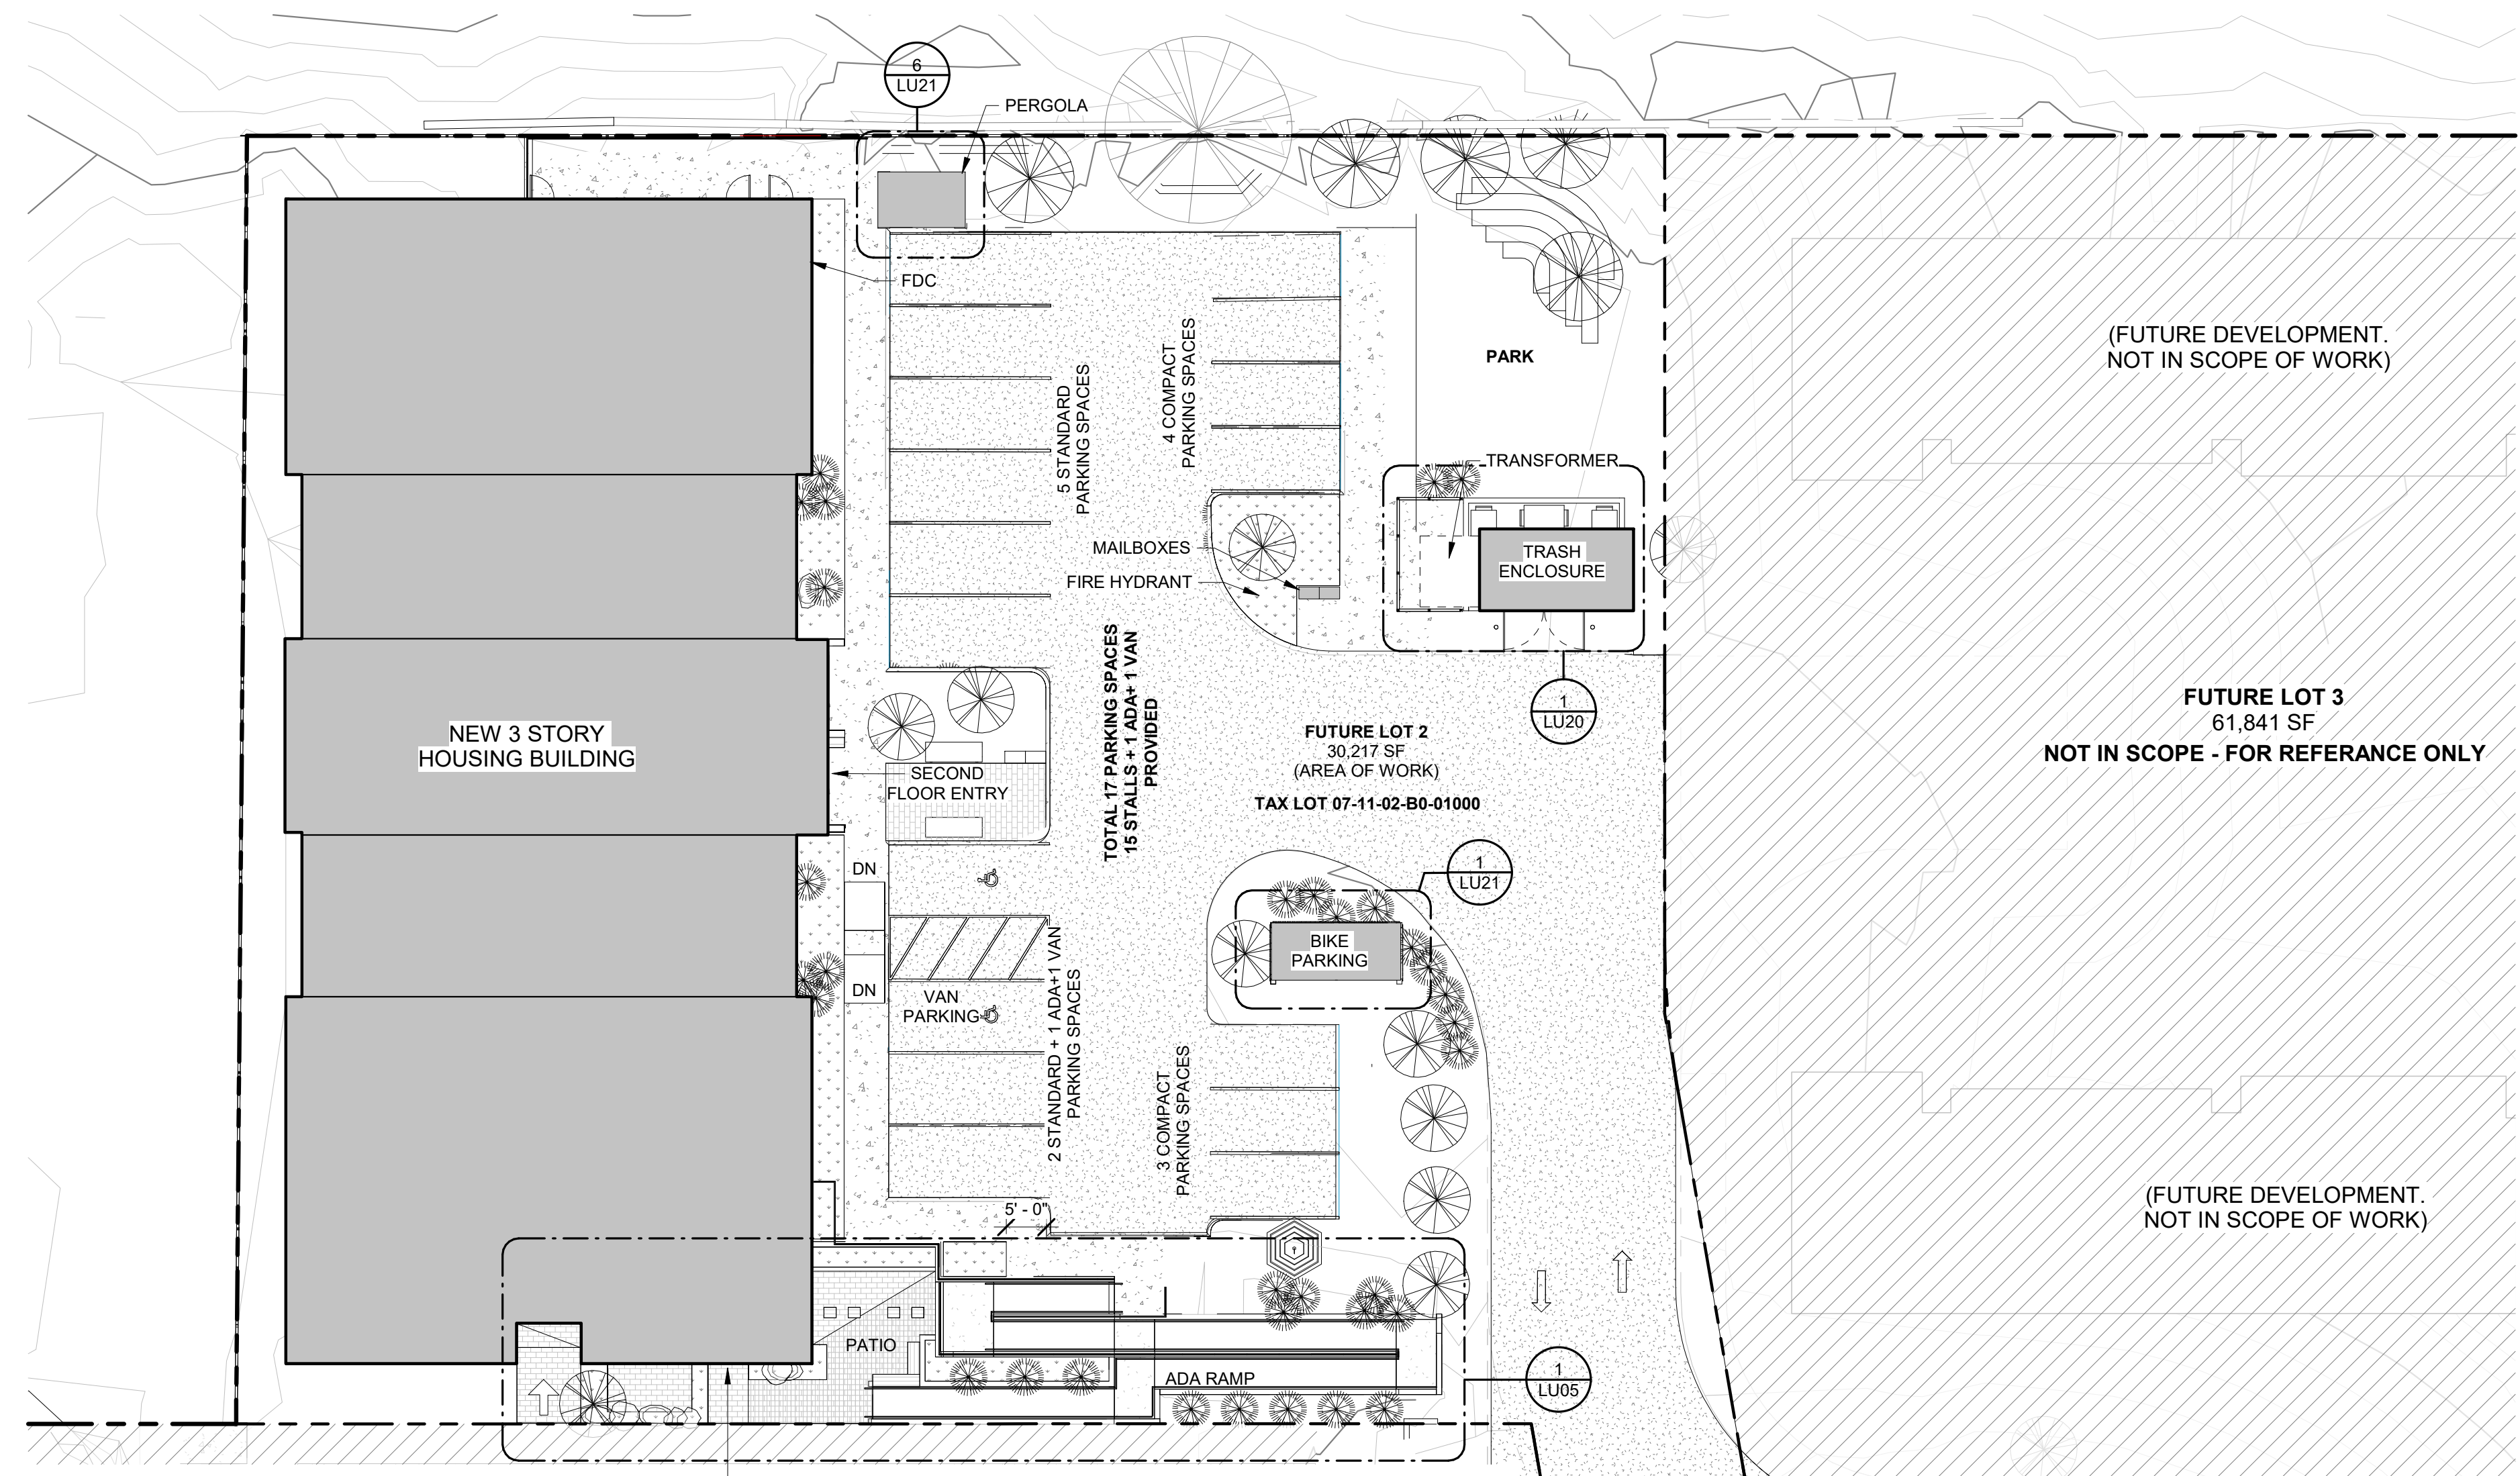 6
LU21
PERGOLA
FDC
5 STANDARD
PARKING SPACES
4 COMPACT
PARKING SPACES
PARK
(FUTURE DEVELOPMENT.
NOT IN SCOPE OF WORK)
TRANSFORMER
MAILBOXES
FIRE HYDRANT
TRASH
ENCLOSURE
1
LU20
TOTAL 17 PARKING SPACES
15 STALLS + 1 ADA+ 1 VAN
PROVIDED
NEW 3 STORY
HOUSING BUILDING
SECOND
FLOOR ENTRY
FUTURE LOT 2
30,217 SF
(AREA OF WORK)
TAX LOT 07-11-02-B0-01000
FUTURE LOT 3
61,841 SF
NOT IN SCOPE - FOR REFERANCE ONLY
1
LU21
DN
BIKE
PARKING
DN
VAN
PARKING
2 STANDARD + 1 ADA+1 VAN
PARKING SPACES
3 COMPACT
PARKING SPACES
5' - 0"
(FUTURE DEVELOPMENT.
NOT IN SCOPE OF WORK)
PATIO
ADA RAMP
1
LU05